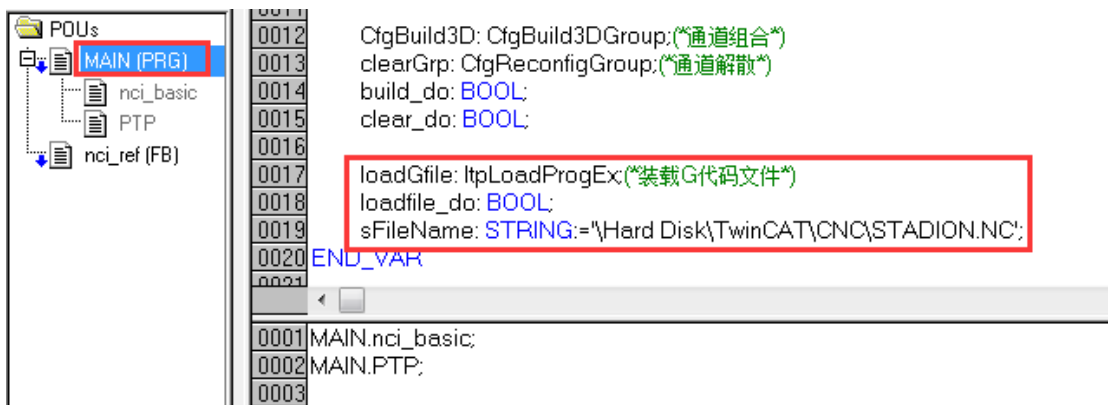 POUs
MAIN (PRG)
nci_basic
PTP
nci_ref (FB)
0011
0012 CfgBuild3D: CfgBuild3DGroup;(*通道组合*)
0013 clearGrp: CfgReconfigGroup;(*通道解散*)
0014 build_do: BOOL;
0015 clear_do: BOOL;
0016
0017 loadGfile: ItpLoadProgEx;(*装载G代码文件*)
0018 loadfile_do: BOOL;
0019 sFileName: STRING:='\Hard Disk\TwinCAT\CNC\STADION.NC';
0020 END_VAR
0021
0001 MAIN.nci_basic;
0002 MAIN.PTP;
0003